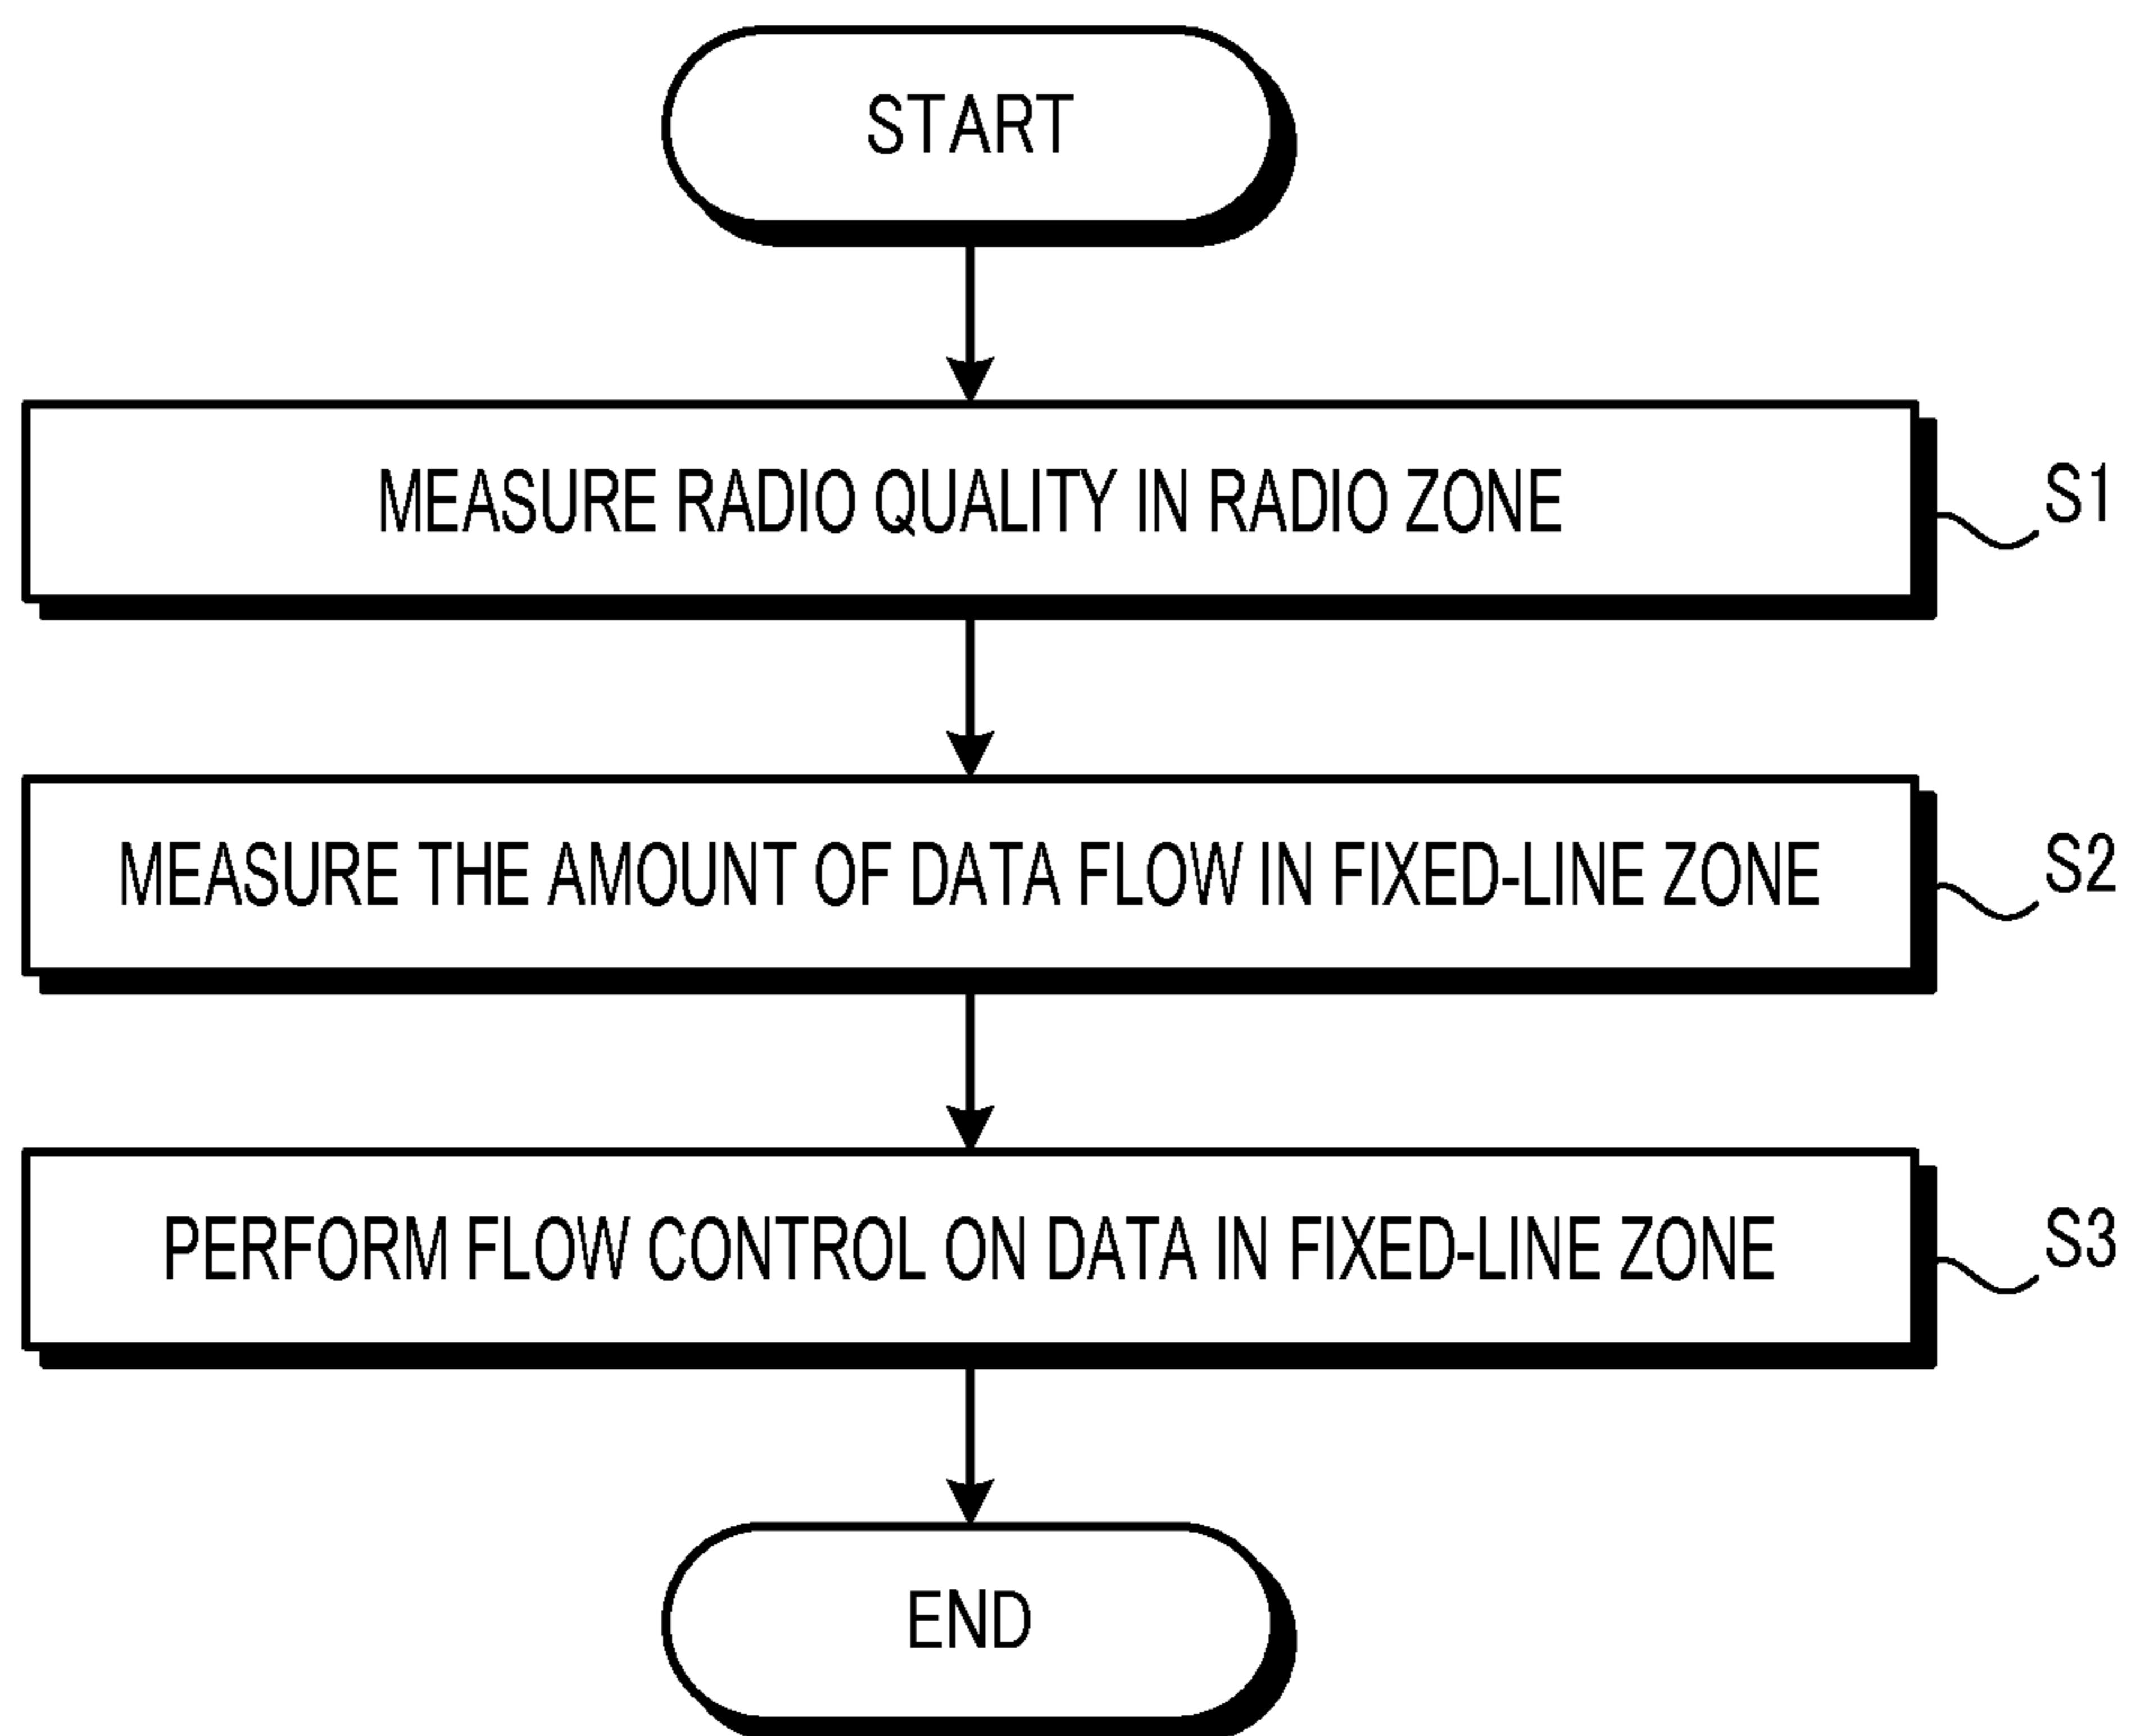 START
MEASURE RADIO QUALITY IN RADIO ZONE
S1
MEASURE THE AMOUNT OF DATA FLOW IN FIXED-LINE ZONE
S2
PERFORM FLOW CONTROL ON DATA IN FIXED-LINE ZONE
S3
END